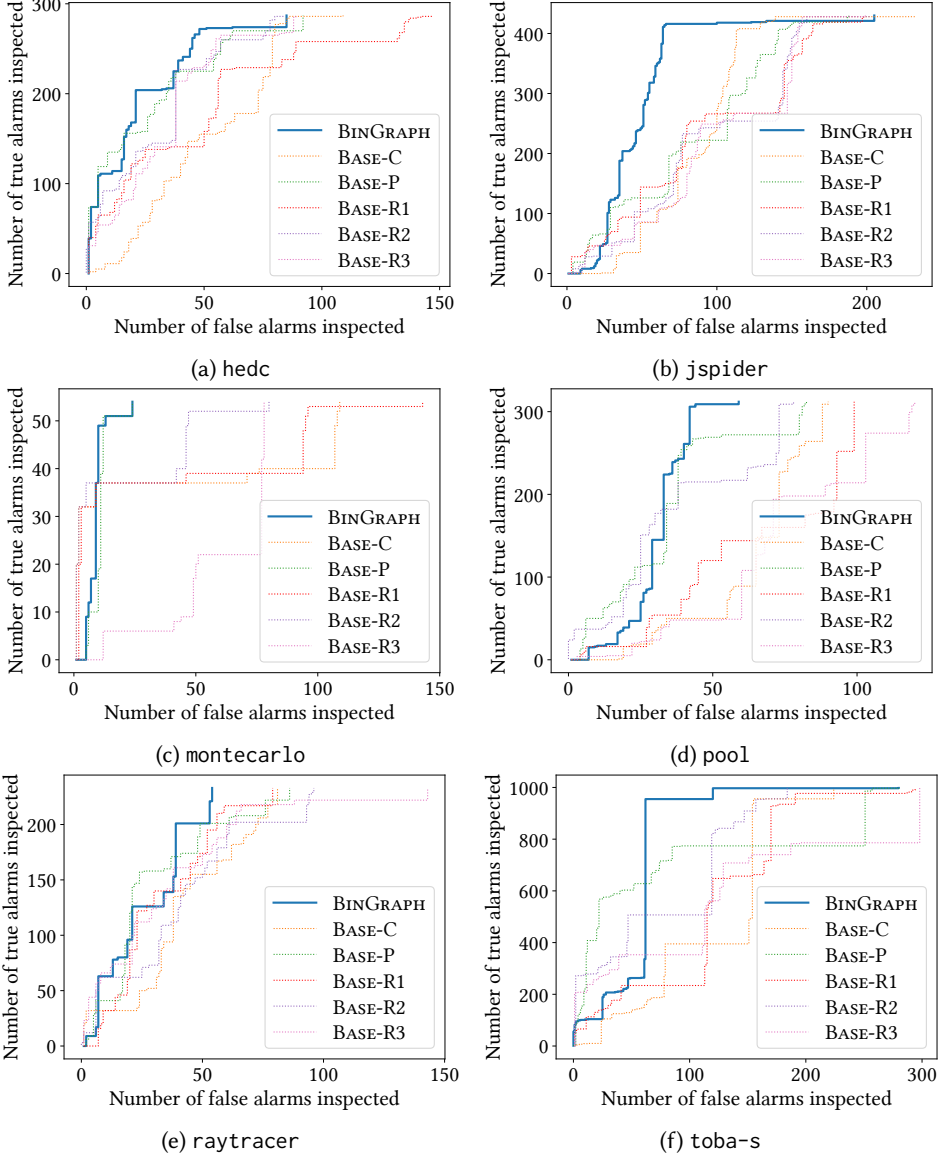 Number of true alarms inspected
300
200
100
0
0
50
100
150
Number of false alarms inspected
BINGRAPH
BASE-C
BASE-P
BASE-R1
BASE-R2
BASE-R3
(a) hedc
Number of true alarms inspected
400
300
200
100
0
0
100
200
Number of false alarms inspected
BINGRAPH
BASE-C
BASE-P
BASE-R1
BASE-R2
BASE-R3
(b) jspider
Number of true alarms inspected
50
40
30
20
10
0
0
50
100
150
Number of false alarms inspected
BINGRAPH
BASE-C
BASE-P
BASE-R1
BASE-R2
BASE-R3
(c) montecarlo
Number of true alarms inspected
300
200
100
0
0
50
100
Number of false alarms inspected
BINGRAPH
BASE-C
BASE-P
BASE-R1
BASE-R2
BASE-R3
(d) pool
Number of true alarms inspected
200
150
100
50
0
0
50
100
150
Number of false alarms inspected
BINGRAPH
BASE-C
BASE-P
BASE-R1
BASE-R2
BASE-R3
(e) raytracer
Number of true alarms inspected
1000
800
600
400
200
0
0
100
200
300
Number of false alarms inspected
BINGRAPH
BASE-C
BASE-P
BASE-R1
BASE-R2
BASE-R3
(f) toba-s